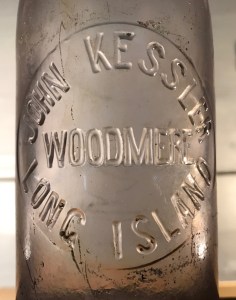 JOHN KESSLER
WOODMERE
LONG ISLAND